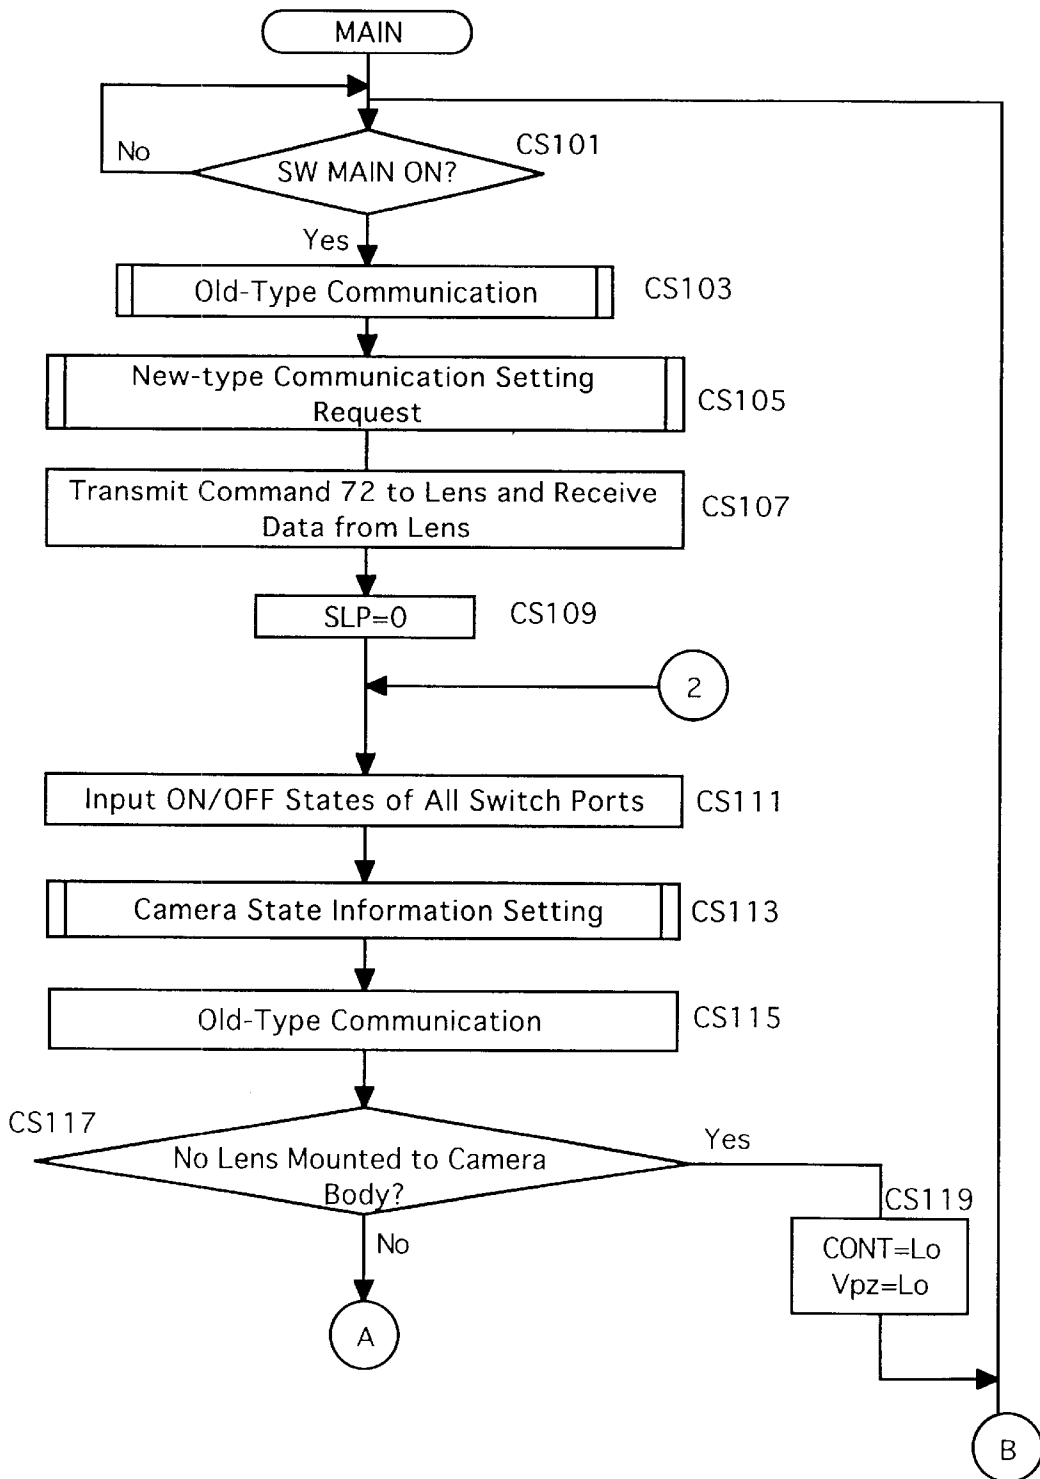 MAIN
No
SW MAIN ON?
CS101
Yes
Old-Type Communication
CS103
New-type Communication Setting
Request
CS105
Transmit Command 72 to Lens and Receive
Data from Lens
CS107
SLP=0
CS109
2
Input ON/OFF States of All Switch Ports
CS111
Camera State Information Setting
CS113
Old-Type Communication
CS115
CS117
No Lens Mounted to Camera
Body?
Yes
CS119
CONT=Lo
Vpz=Lo
No
A
B